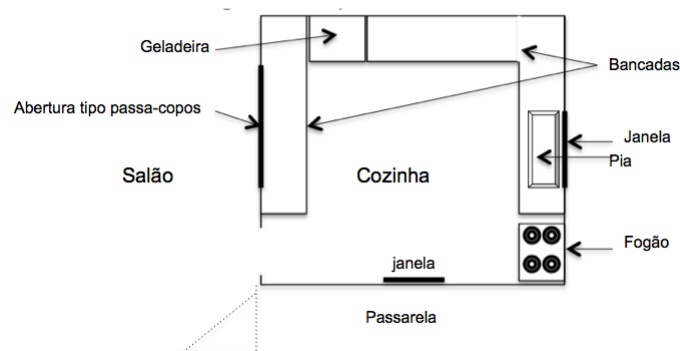 Geladeira
Bancadas
Abertura tipo passa-copos
Janela
Pia
Salão
Cozinha
Fogão
janela
Passarela